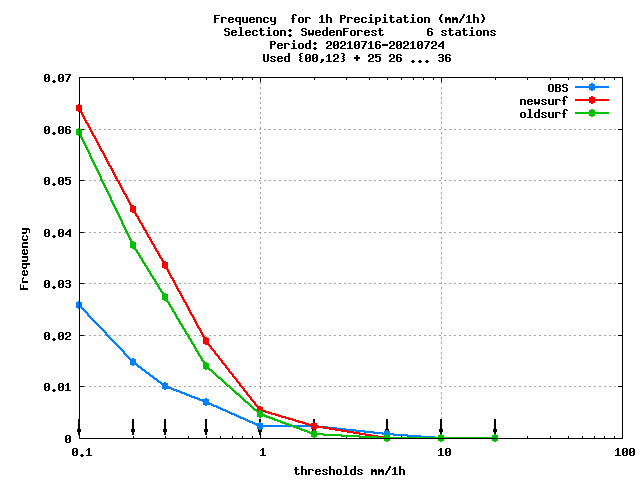 Frequency  for 1h Precipitation (mm/1h)
Selection: SwedenForest      6 stations
Period: 20210716-20210724
Used {00,12} + 25 26 ... 36
0.07
0.06
0.05
0.04
0.03
0.02
0.01
0
Frequency
OBS
newsurf
oldsurf
0.1 1 10 100
thresholds mm/1h